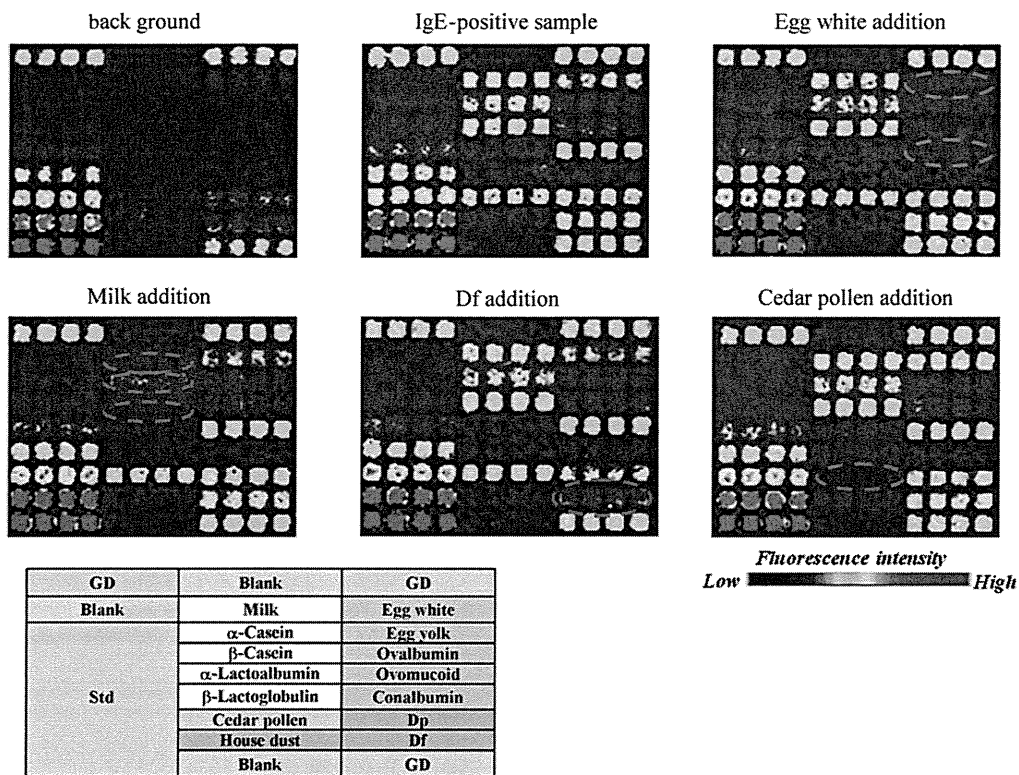 back ground
IgE-positive sample
Egg white addition
Milk addition
Df addition
Cedar pollen addition
Fluorescence intensity
Low High
GD Blank GD
Blank Milk Egg white
Std α-Casein Egg yolk
β-Casein Ovalbumin
α-Lactoalbumin Ovomucoid
β-Lactoglobulin Conalbumin
Cedar pollen Dp
House dust Df
Blank GD